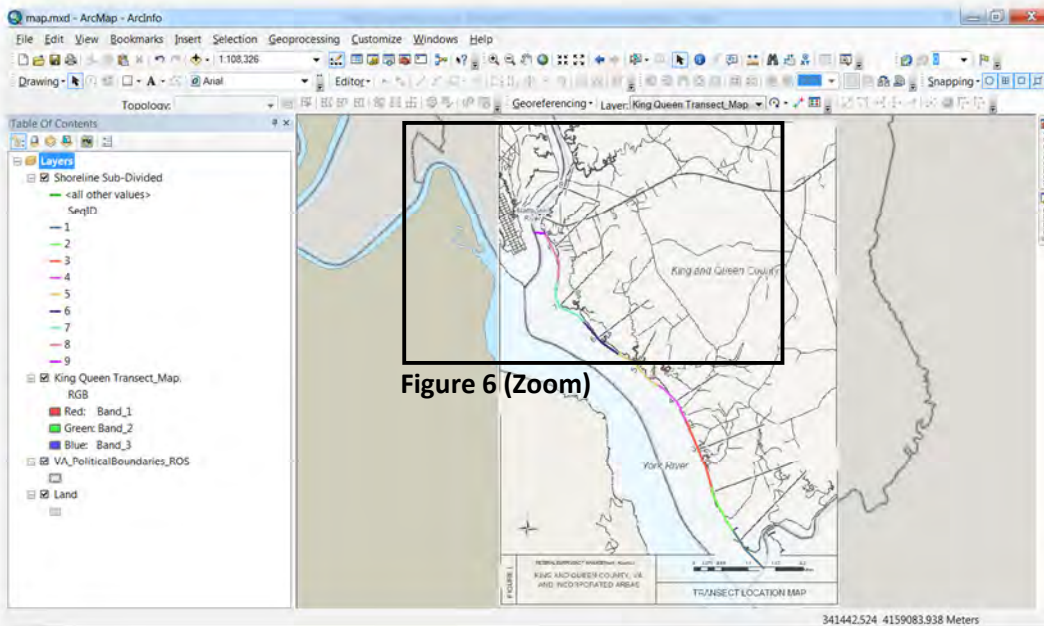 map.mxd - ArcMap - ArcInfo
File Edit View Bookmarks Insert Selection Geoprocessing Customize Windows Help
1:108,326
Drawing
A
Arial
Editor
Snapping
Topology:
Georeferencing
Layer: King Queen Transect_Map
Table Of Contents
Layers
Shoreline Sub-Divided
<all other values>
SeqID
1
2
3
4
5
6
7
8
9
King Queen Transect_Map.
RGB
Red: Band_1
Green: Band_2
Blue: Band_3
VA_PoliticalBoundaries_ROS
Land
River
King and Queen County
Figure 6 (Zoom)
York River
FIGURE 1
KING AND QUEEN COUNTY, VA
AND INCORPORATED AREAS
TRANSECT LOCATION MAP
341442.524 4159083.938 Meters